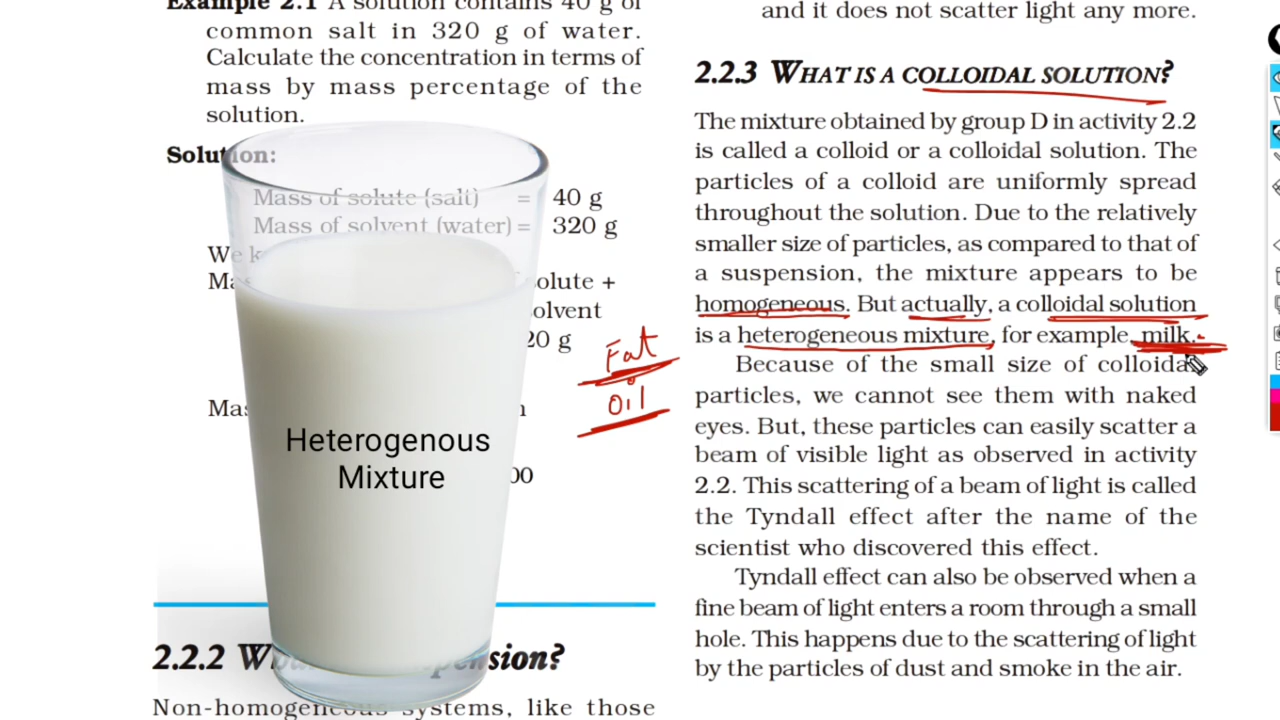 Example 2.1 A solution contains 40 g of
common salt in 320 g of water.
Calculate the concentration in terms of
mass by mass percentage of the
solution.
Solution:
Mass of solute (salt) = 40 g
Mass of solvent (water) = 320 g
We k
Ma olute +
olvent
20 g
Mas n
00
Heterogenous
Mixture
2.2.2 W pension?
Non-homogeneous systems, like those
Fat
oil
and it does not scatter light any more.
2.2.3 WHAT IS A COLLOIDAL SOLUTION?
The mixture obtained by group D in activity 2.2
is called a colloid or a colloidal solution. The
particles of a colloid are uniformly spread
throughout the solution. Due to the relatively
smaller size of particles, as compared to that of
a suspension, the mixture appears to be
homogeneous. But actually, a colloidal solution
is a heterogeneous mixture, for example, milk.
Because of the small size of colloidal
particles, we cannot see them with naked
eyes. But, these particles can easily scatter a
beam of visible light as observed in activity
2.2. This scattering of a beam of light is called
the Tyndall effect after the name of the
scientist who discovered this effect.
Tyndall effect can also be observed when a
fine beam of light enters a room through a small
hole. This happens due to the scattering of light
by the particles of dust and smoke in the air.